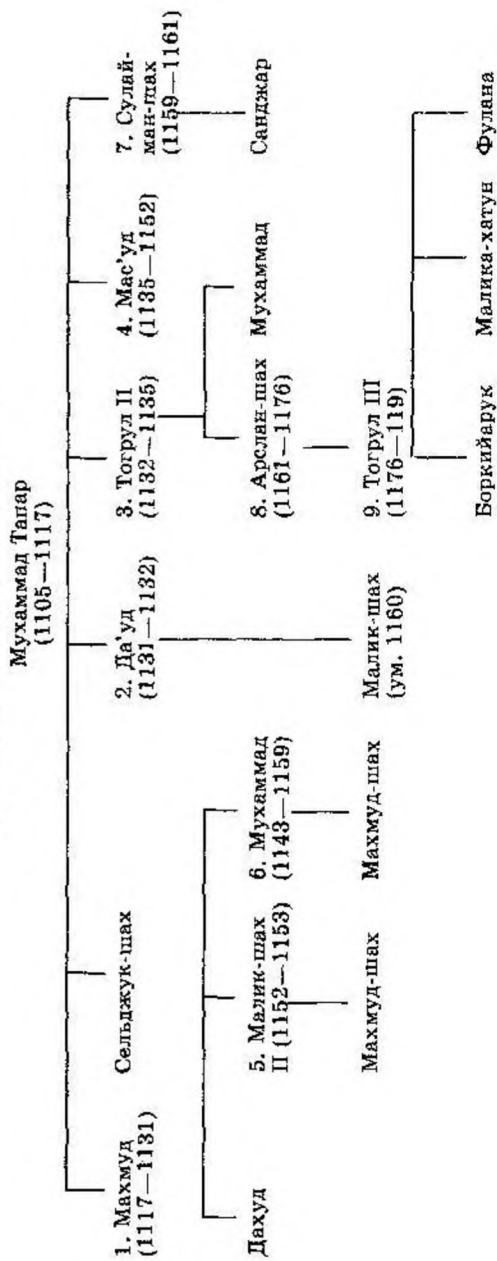 Мухаммад Тапар
(1105—1117)
1. Махмуд
(1117—1131)
Сельджук-шах
2. Да'уд
(1131—1132)
3. Тогрул II
(1132—1135)
4. Мас'уд
(1135—1152)
7. Сулай-
ман-шах
(1159—1161)
Дахуд
5. Малик-шах
II (1152—1153)
6. Мухаммад
(1143—1159)
8. Арслан-шах
(1161—1176)
Мухаммад
Санджар
Махмуд-шах
Махмуд-шах
Малик-шах
(ум. 1160)
9. Тогрул III
(1176—119)
Боркийарук
Малика-хатун
Фулана